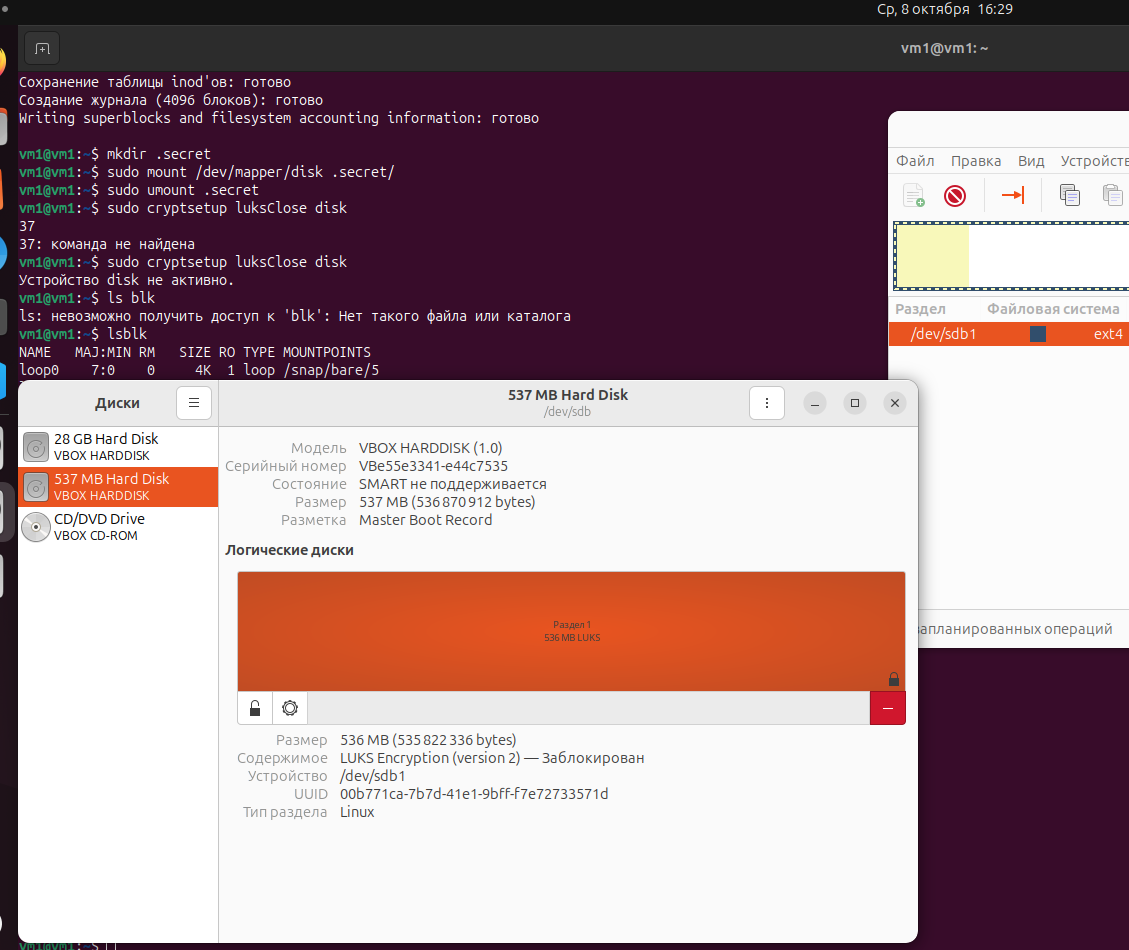 Ср, 8 октября 16:29
vm1@vm1: ~
Сохранение таблицы inod'ов: готово
Создание журнала (4096 блоков): готово
Writing superblocks and filesystem accounting information: готово
vm1@vm1:~$ mkdir .secret
vm1@vm1:~$ sudo mount /dev/mapper/disk .secret/
vm1@vm1:~$ sudo umount .secret
vm1@vm1:~$ sudo cryptsetup luksClose disk
37
37: команда не найдена
vm1@vm1:~$ sudo cryptsetup luksClose disk
Устройство disk не активно.
vm1@vm1:~$ ls blk
ls: невозможно получить доступ к 'blk': Нет такого файла или каталога
vm1@vm1:~$ lsblk
NAME MAJ:MIN RM SIZE RO TYPE MOUNTPOINTS
loop0 7:0 0 4K 1 loop /snap/bare/5
Файл Правка Вид Устройств
Раздел Файловая система
/dev/sdb1 ext4
запланированных операций
Диски
537 MB Hard Disk
/dev/sdb
28 GB Hard Disk
VBOX HARDDISK
537 MB Hard Disk
VBOX HARDDISK
CD/DVD Drive
VBOX CD-ROM
Модель VBOX HARDDISK (1.0)
Серийный номер VBe55e3341-e44c7535
Состояние SMART не поддерживается
Размер 537 MB (536 870 912 bytes)
Разметка Master Boot Record
Логические диски
Раздел 1
536 MB LUKS
Размер 536 MB (535 822 336 bytes)
Содержимое LUKS Encryption (version 2) — Заблокирован
Устройство /dev/sdb1
UUID 00b771ca-7b7d-41e1-9bff-f7e72733571d
Тип раздела Linux
vm1@vm1:~$